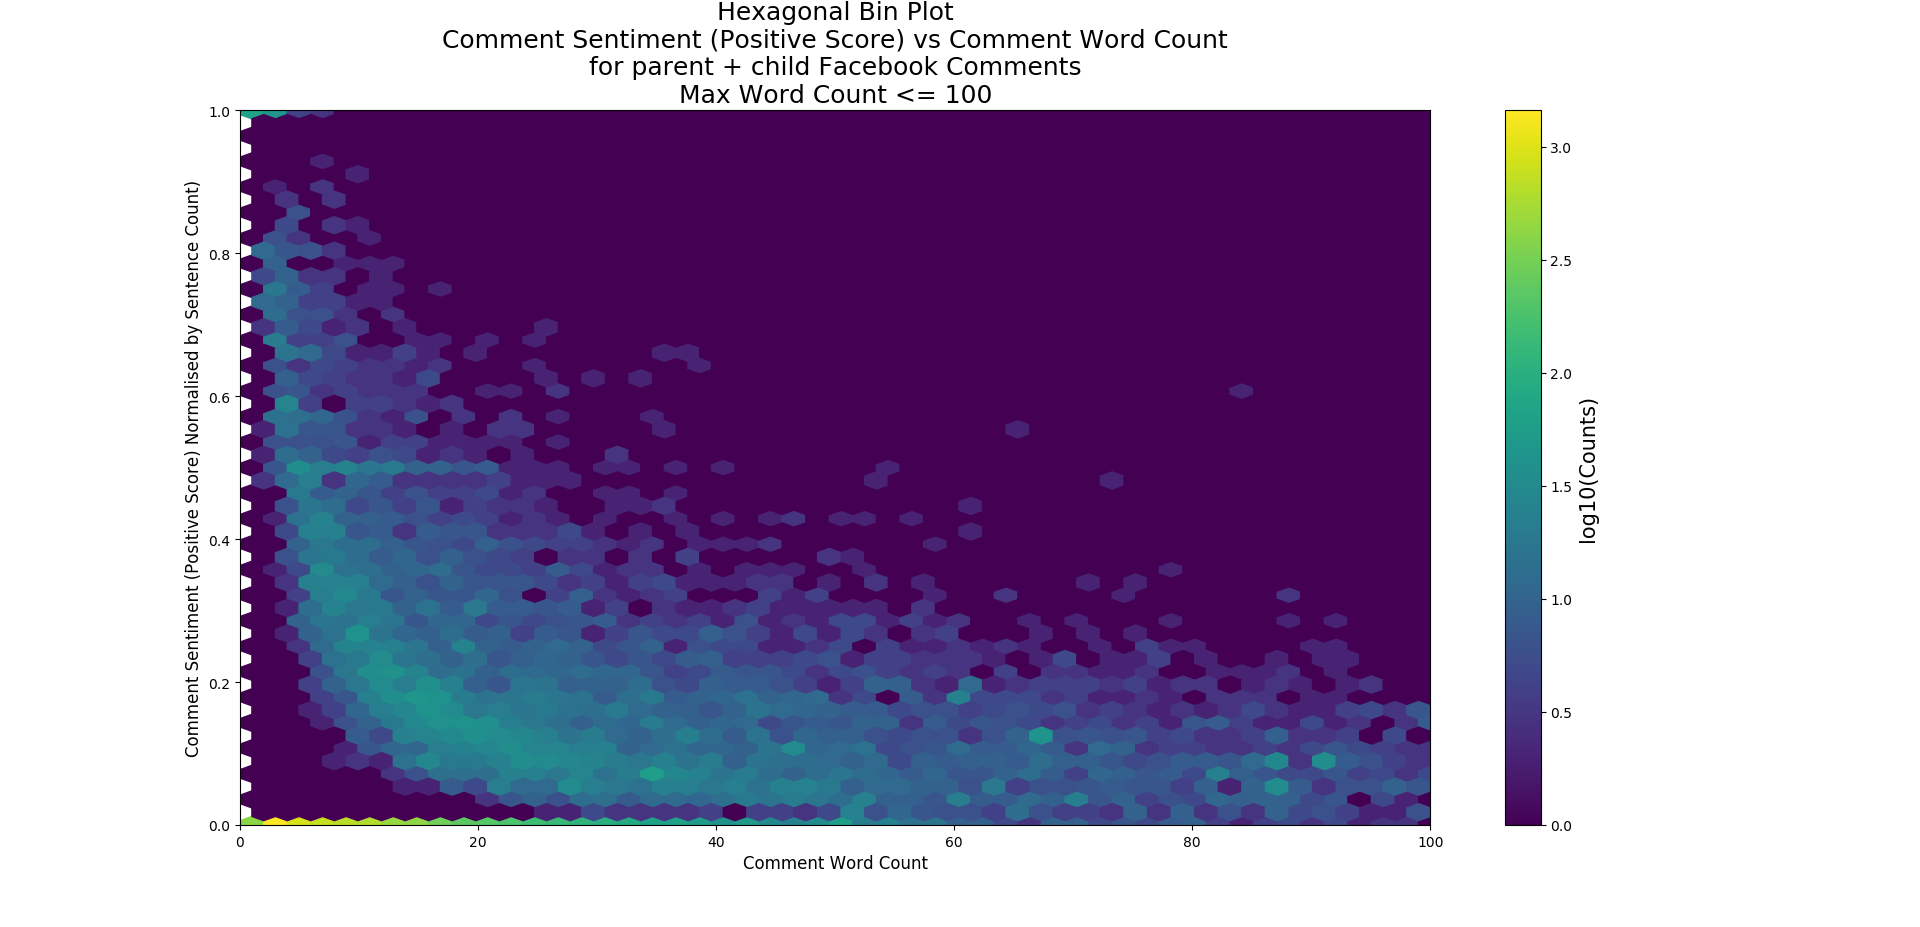 Hexagonal Bin Plot
Comment Sentiment (Positive Score) vs Comment Word Count
for parent + child Facebook Comments
Max Word Count <= 100
Comment Sentiment (Positive Score) Normalised by Sentence Count)
1.0
0.8
0.6
0.4
0.2
0.0
0 20 40 60 80 100
Comment Word Count
3.0
2.5
2.0
1.5
1.0
0.5
0.0
log10(Counts)